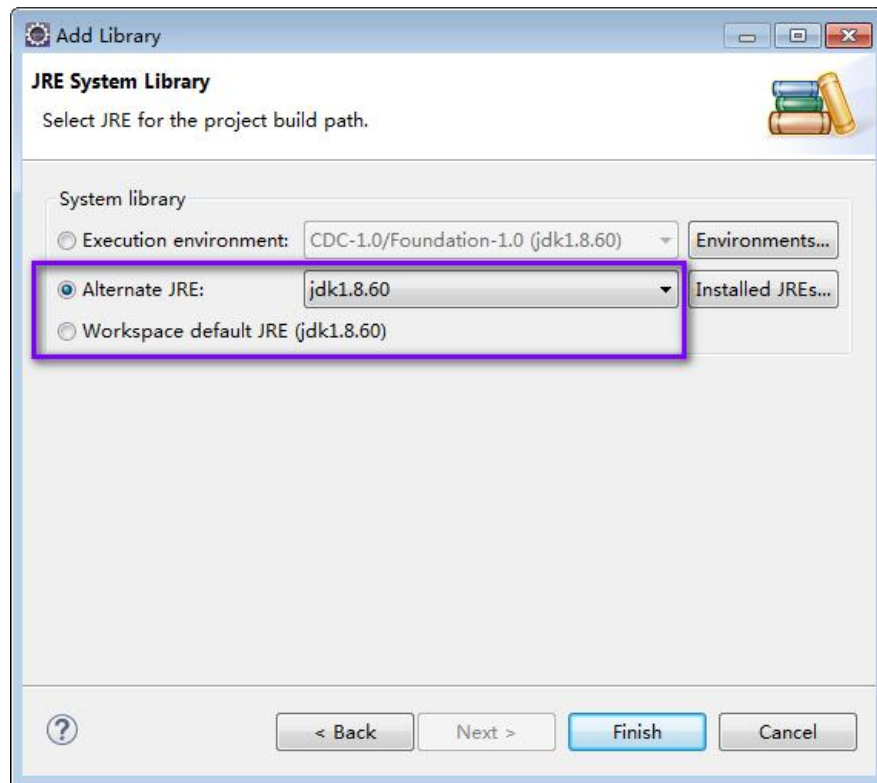 Add Library
JRE System Library
Select JRE for the project build path.
System library
Execution environment: CDC-1.0/Foundation-1.0 (jdk1.8.60) Environments...
Alternate JRE: jdk1.8.60 Installed JREs...
Workspace default JRE (jdk1.8.60)
? < Back Next > Finish Cancel